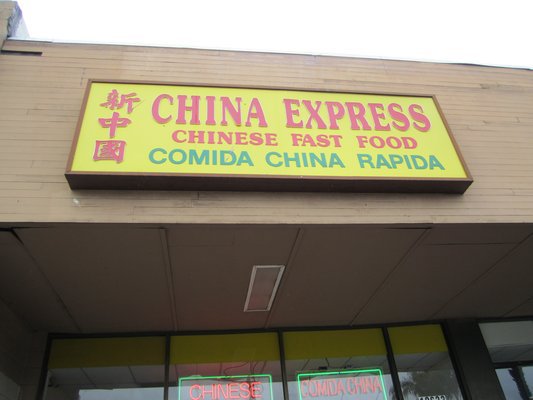 新中國
CHINA EXPRESS
CHINESE FAST FOOD
COMIDA CHINA RAPIDA
CHINESE
COMIDA CHINA